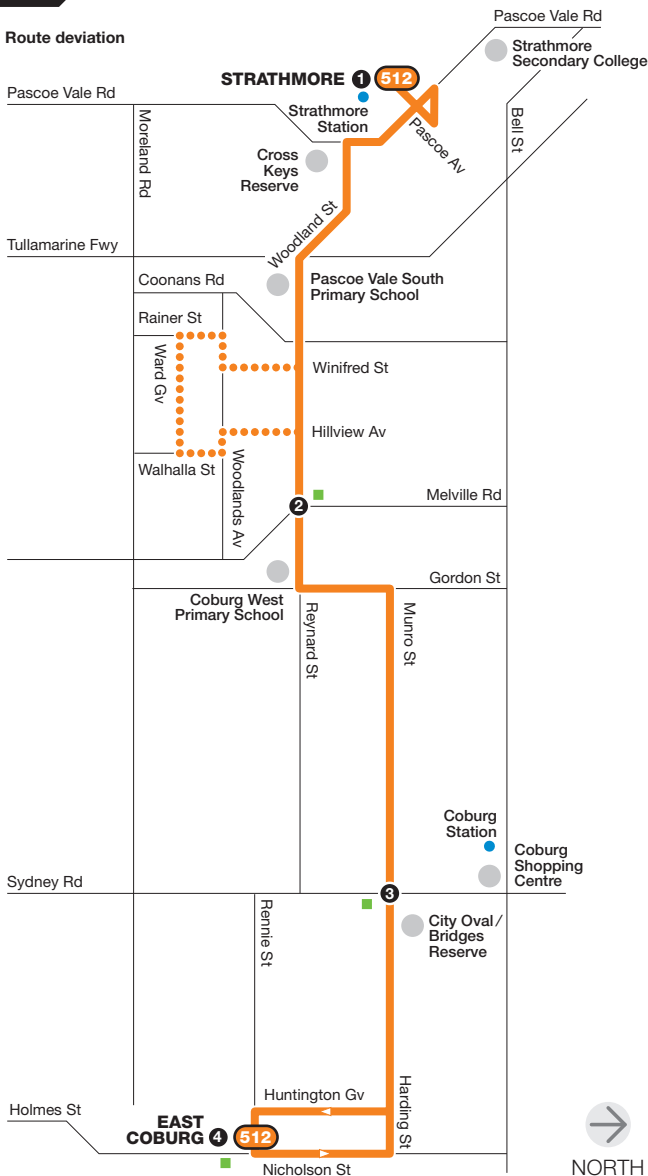 Route deviation
Pascoe Vale Rd
Strathmore
Secondary College
STRATHMORE 1 512
Strathmore
Station
Pascoe Vale Rd
Moreland Rd
Pascoe Av
Bell St
Cross
Keys
Reserve
Woodland St
Tullamarine Fwy
Coonans Rd
Pascoe Vale South
Primary School
Rainer St
Ward Gv
Winifred St
Hillview Av
Walhalla St
Woodlands Av
2
Melville Rd
Gordon St
Coburg West
Primary School
Reynard St
Munro St
Coburg
Station
Coburg
Shopping
Centre
Sydney Rd
3
Rennie St
City Oval/
Bridges
Reserve
Huntington Gv
Harding St
Holmes St
EAST
COBURG 4 512
Nicholson St
NORTH